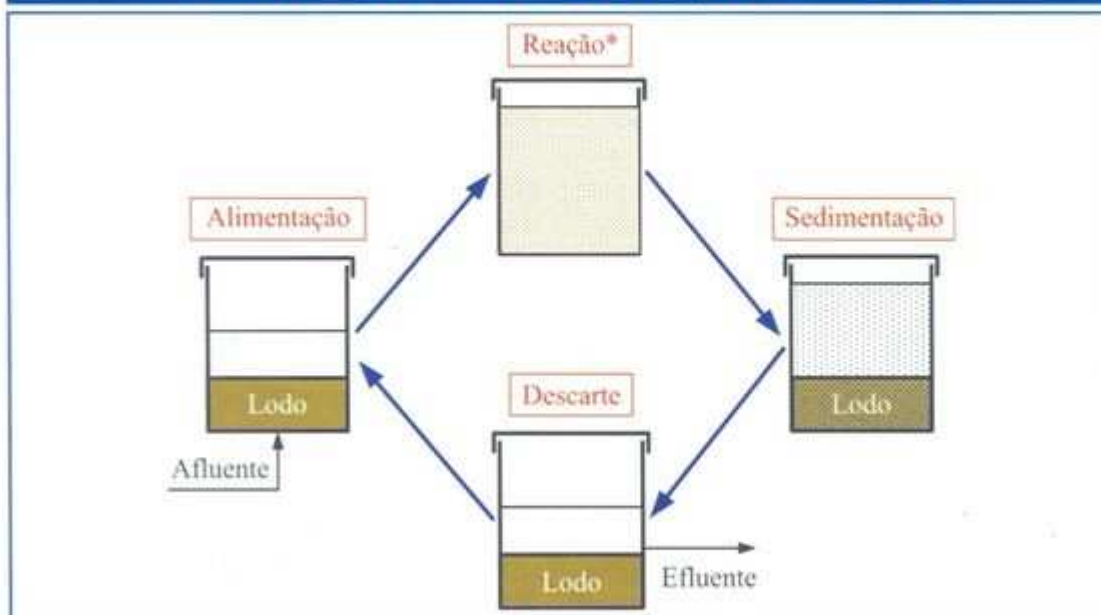 Reação*
Alimentação
Sedimentação
Lodo
Afluente
Lodo
Descarte
Lodo
Efluente